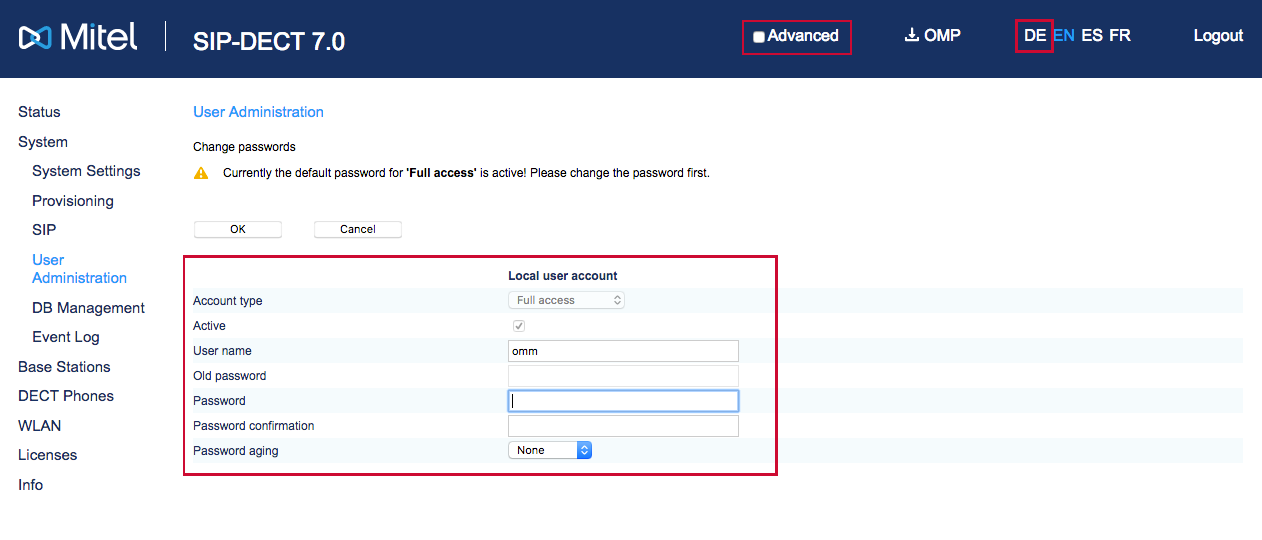 Mitel
SIP-DECT 7.0
Advanced
OMP
DE EN ES FR
Logout
Status
System
System Settings
Provisioning
SIP
User
Administration
DB Management
Event Log
Base Stations
DECT Phones
WLAN
Licenses
Info
User Administration
Change passwords
Currently the default password for 'Full access' is active! Please change the password first.
OK Cancel
Local user account
Account type Full access
Active
User name omm
Old password
Password
Password confirmation
Password aging None